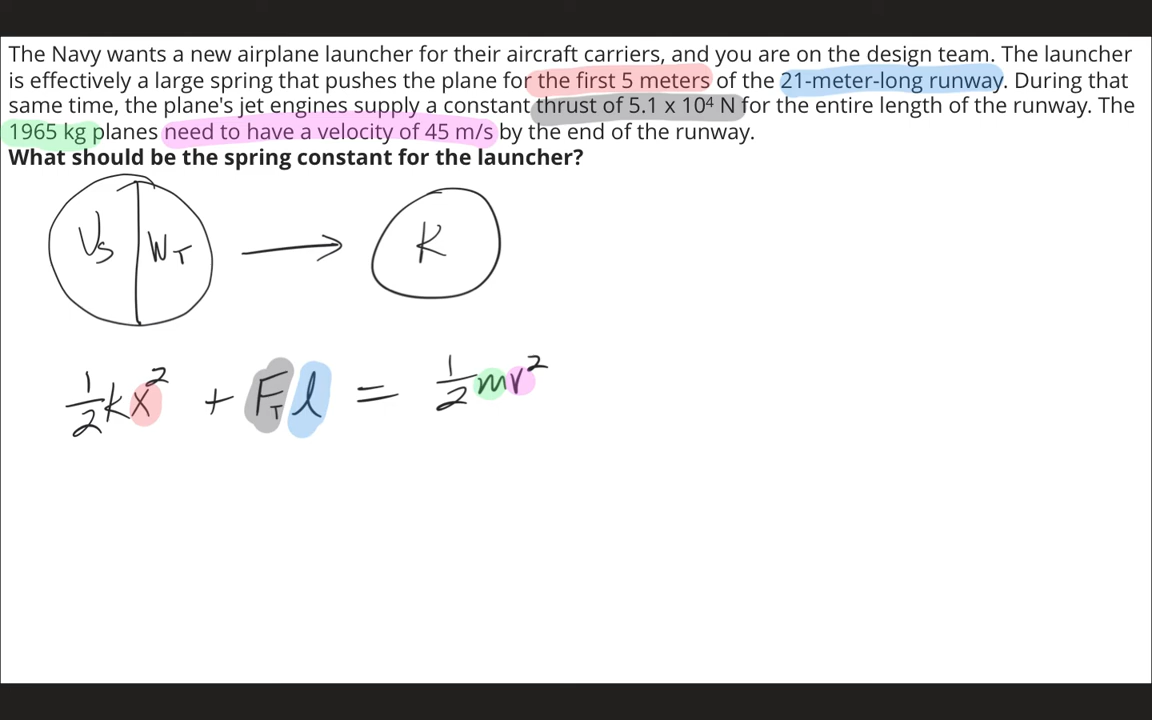 The Navy wants a new airplane launcher for their aircraft carriers, and you are on the design team. The launcher
is effectively a large spring that pushes the plane for the first 5 meters of the 21-meter-long runway. During that
same time, the plane's jet engines supply a constant thrust of 5.1 x 10⁴ N for the entire length of the runway. The
1965 kg planes need to have a velocity of 45 m/s by the end of the runway.
What should be the spring constant for the launcher?
Us | WT → K
½kx² + FTl = ½mv²